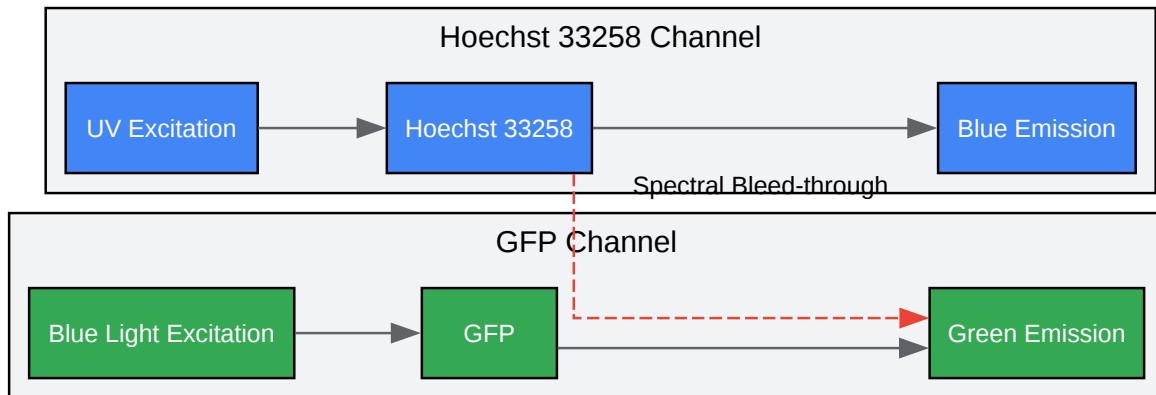 Hoechst 33258 Channel
UV Excitation
Hoechst 33258
Blue Emission
Spectral Bleed-through
GFP Channel
Blue Light Excitation
GFP
Green Emission